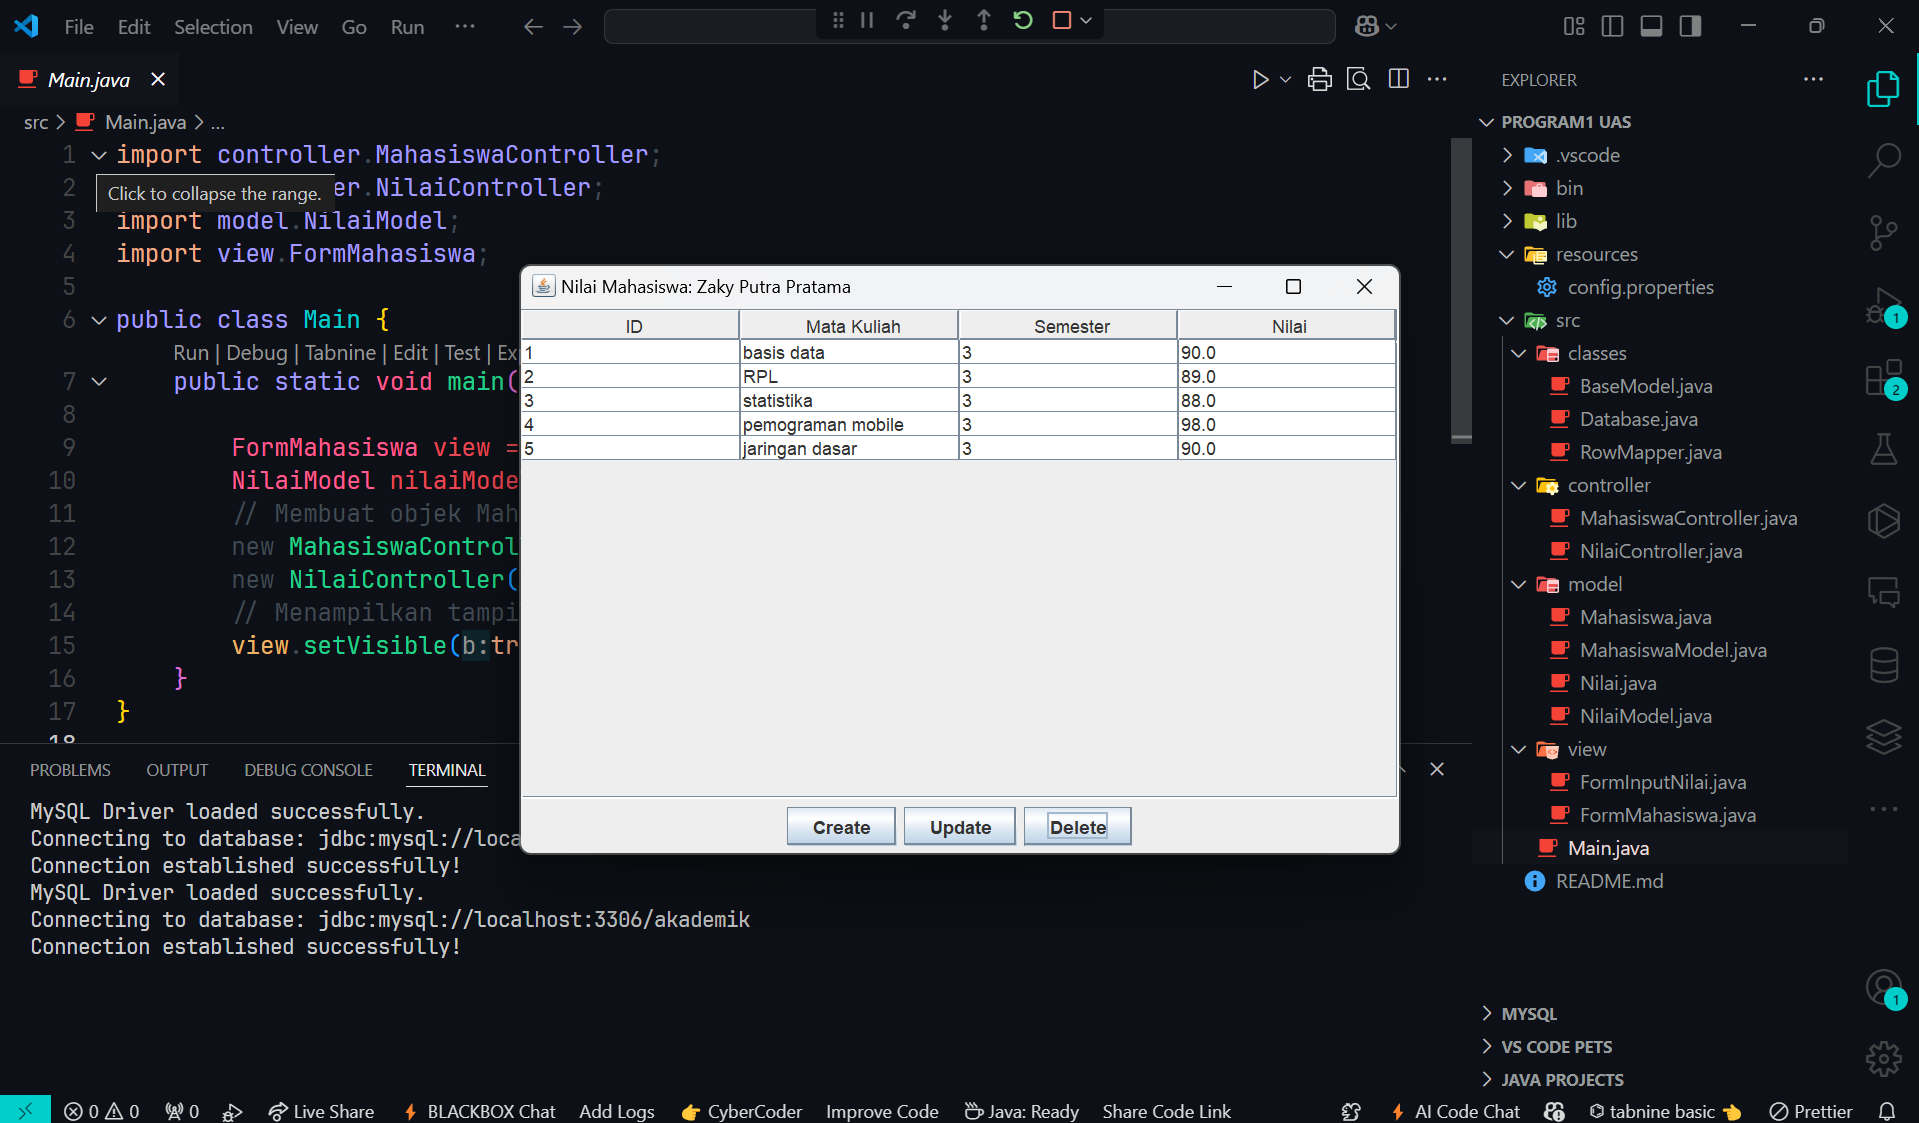 File Edit Selection View Go Run ···
Main.java
src > Main.java > ...
1 import controller.MahasiswaController;
2 er.NilaiController;
Click to collapse the range.
3 import model.NilaiModel;
4 import view.FormMahasiswa;
5
6 public class Main {
Run | Debug | Tabnine | Edit | Test | Ex
7 public static void main(
8
9 FormMahasiswa view =
10 NilaiModel nilaiMode
11 // Membuat objek Mah
12 new MahasiswaControl
13 new NilaiController(
14 // Menampilkan tampi
15 view.setVisible(b:tr
16 }
17 }
18
Nilai Mahasiswa: Zaky Putra Pratama
ID Mata Kuliah Semester Nilai
1 basis data 3 90.0
2 RPL 3 89.0
3 statistika 3 88.0
4 pemograman mobile 3 98.0
5 jaringan dasar 3 90.0
Create Update Delete
PROBLEMS OUTPUT DEBUG CONSOLE TERMINAL
MySQL Driver loaded successfully.
Connecting to database: jdbc:mysql://loca
Connection established successfully!
MySQL Driver loaded successfully.
Connecting to database: jdbc:mysql://localhost:3306/akademik
Connection established successfully!
EXPLORER
PROGRAM1 UAS
.vscode
bin
lib
resources
config.properties
src
classes
BaseModel.java
Database.java
RowMapper.java
controller
MahasiswaController.java
NilaiController.java
model
Mahasiswa.java
MahasiswaModel.java
Nilai.java
NilaiModel.java
view
FormInputNilai.java
FormMahasiswa.java
Main.java
README.md
MYSQL
VS CODE PETS
JAVA PROJECTS
1
2
1
0 0 0 Live Share BLACKBOX Chat Add Logs CyberCoder Improve Code Java: Ready Share Code Link AI Code Chat tabnine basic Prettier